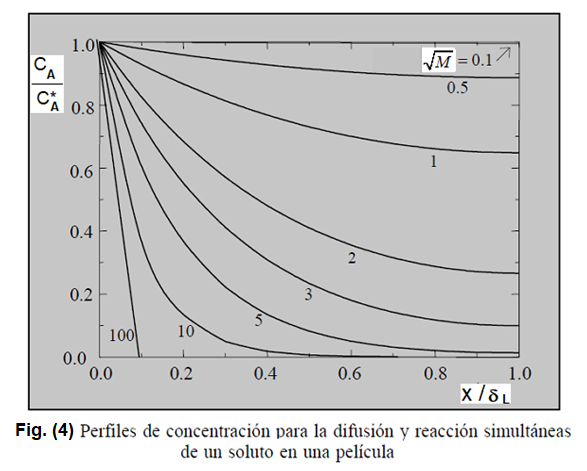 C_A
C_A*
1.0
0.8
0.6
0.4
0.2
0.0
√M = 0.1
0.5
1
2
3
5
10
100
0.0 0.2 0.4 0.6 0.8 1.0
X / δ_L
Fig. (4) Perfiles de concentración para la difusión y reacción simultáneas
de un soluto en una película